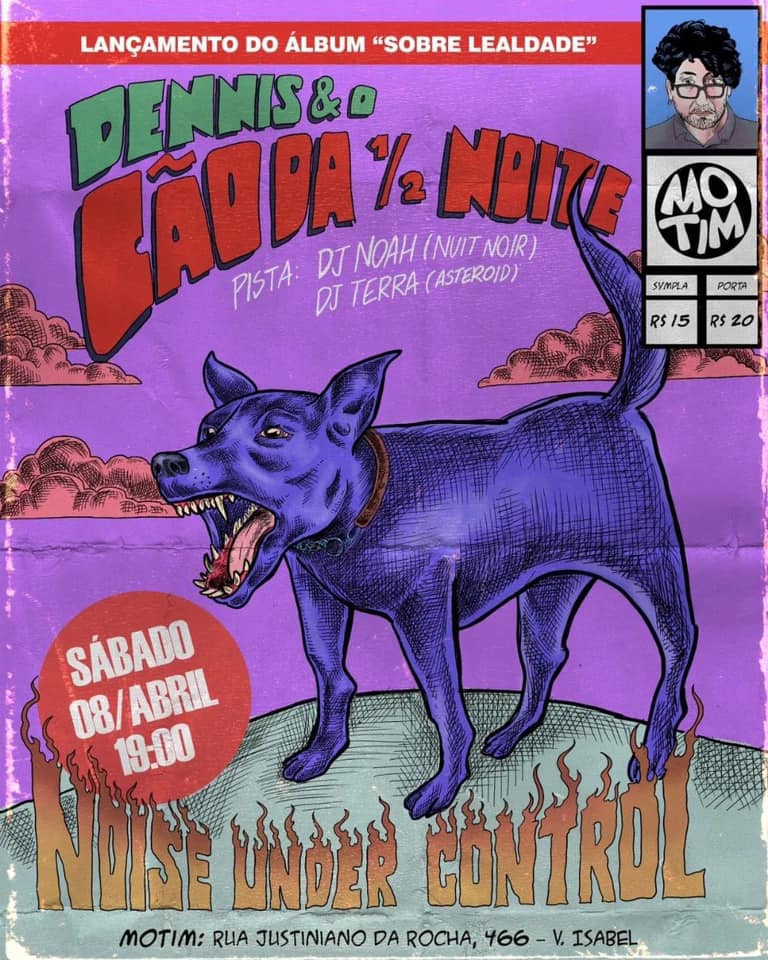 LANÇAMENTO DO ÁLBUM “SOBRE LEALDADE”
DENNIS & O
CÃO DA 1/2 NOITE
PISTA: DJ NOAH (NUIT NOIR)
DJ TERRA (ASTEROID)
MO
TIM
SYMPLA
PORTA
R$ 15
R$ 20
SÁBADO
08/ABRIL
19:00
NOISE UNDER CONTROL
MOTIM: RUA JUSTINIANO DA ROCHA, 466 – V. ISABEL